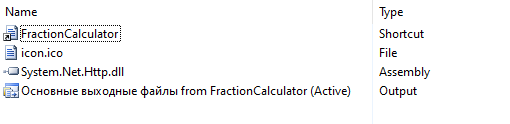 Name Type
FractionCalculator Shortcut
icon.ico File
System.Net.Http.dll Assembly
Основные выходные файлы from FractionCalculator (Active) Output